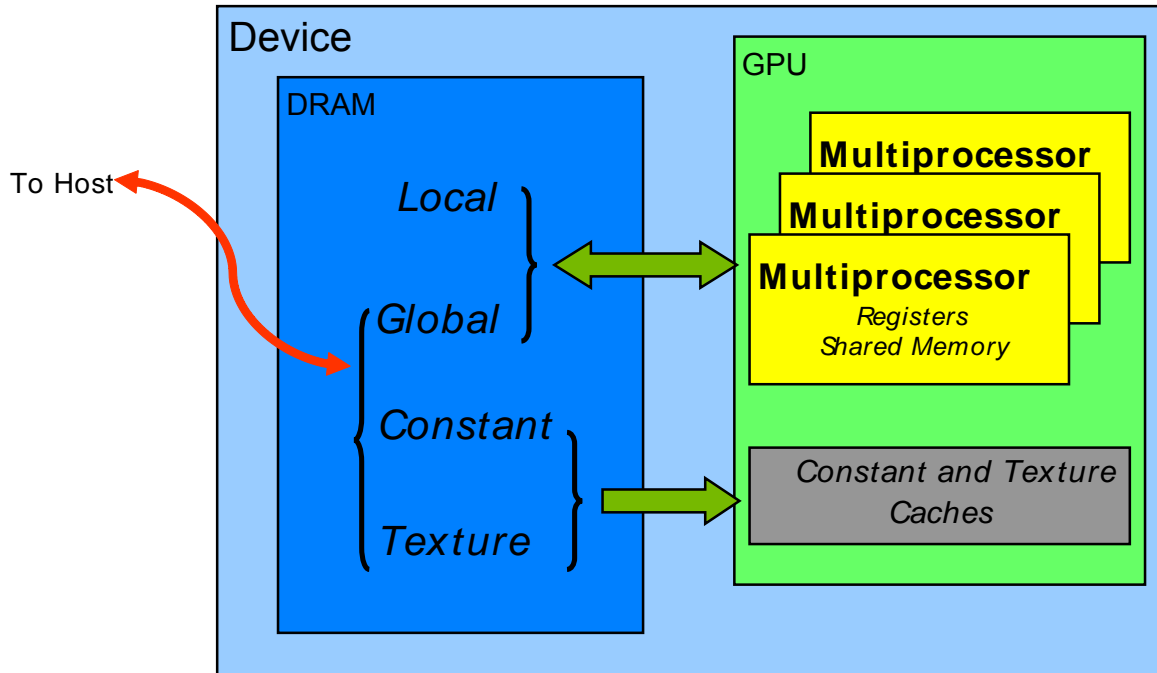 Device
DRAM
GPU
To Host
Local
Global
Constant
Texture
Multiprocessor
Multiprocessor
Multiprocessor
Registers
Shared Memory
Constant and Texture
Caches